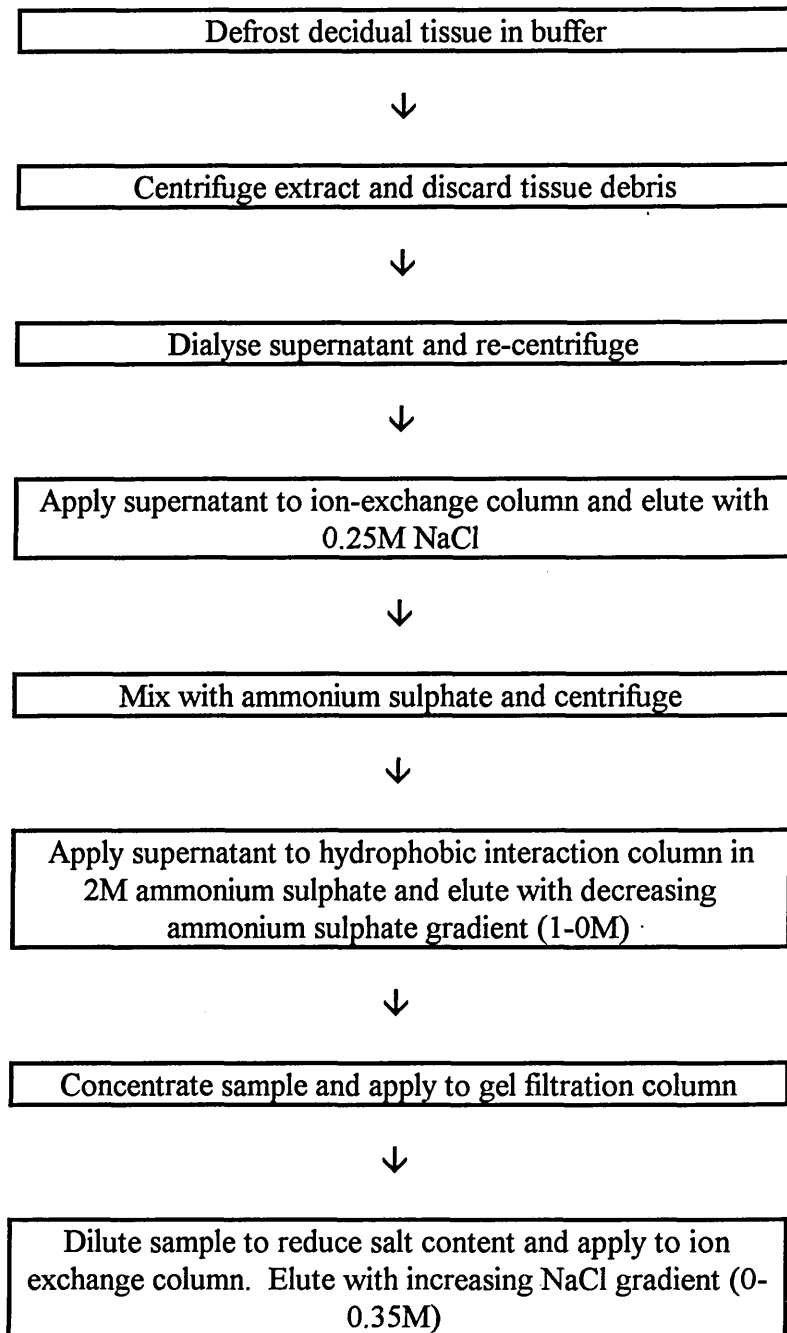 Defrost decidual tissue in buffer
↓
Centrifuge extract and discard tissue debris
↓
Dialyse supernatant and re-centrifuge
↓
Apply supernatant to ion-exchange column and elute with
0.25M NaCl
↓
Mix with ammonium sulphate and centrifuge
↓
Apply supernatant to hydrophobic interaction column in
2M ammonium sulphate and elute with decreasing
ammonium sulphate gradient (1-0M)
↓
Concentrate sample and apply to gel filtration column
↓
Dilute sample to reduce salt content and apply to ion
exchange column. Elute with increasing NaCl gradient (0-
0.35M)